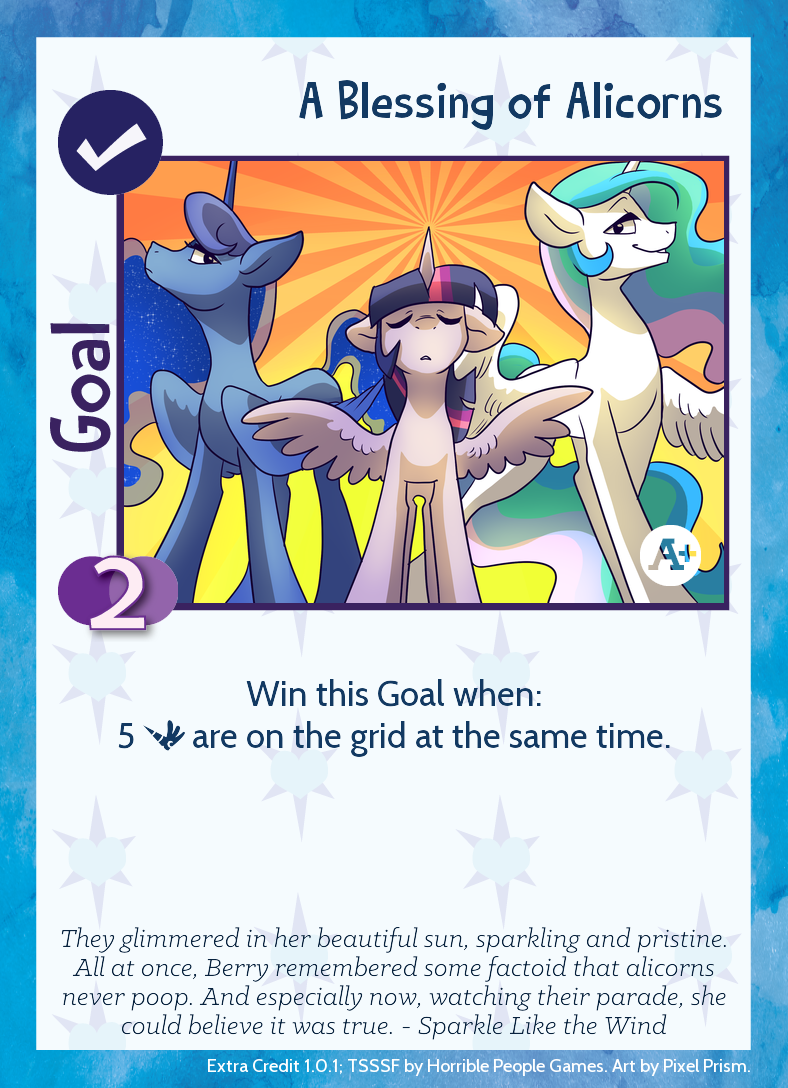 A Blessing of Alicorns
Goal
A+
2
Win this Goal when:
5 are on the grid at the same time.
They glimmered in her beautiful sun, sparkling and pristine.
All at once, Berry remembered some factoid that alicorns
never poop. And especially now, watching their parade, she
could believe it was true. - Sparkle Like the Wind
Extra Credit 1.0.1; TSSSF by Horrible People Games. Art by Pixel Prism.